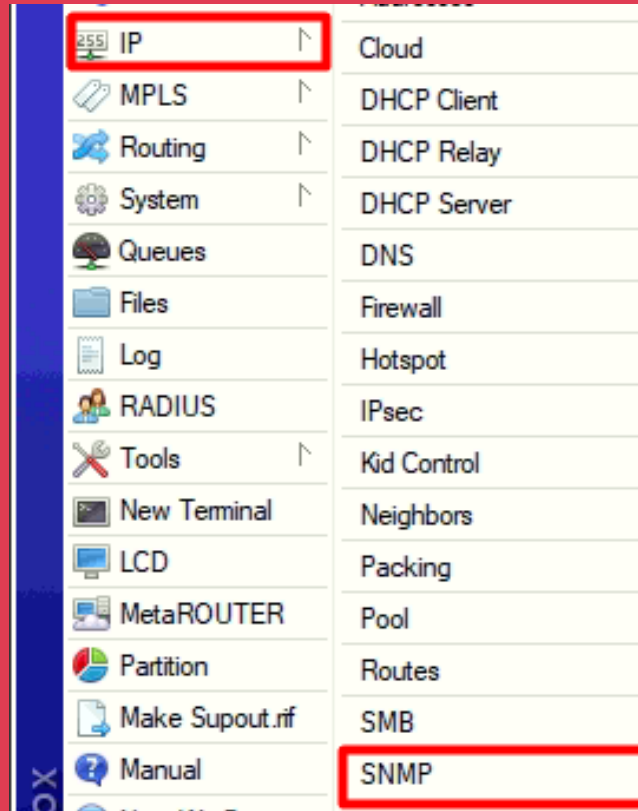 255
IP
MPLS
Routing
System
Queues
Files
Log
RADIUS
Tools
New Terminal
LCD
MetaROUTER
Partition
Make Supout.rif
Manual
Cloud
DHCP Client
DHCP Relay
DHCP Server
DNS
Firewall
Hotspot
IPsec
Kid Control
Neighbors
Packing
Pool
Routes
SMB
SNMP
OX